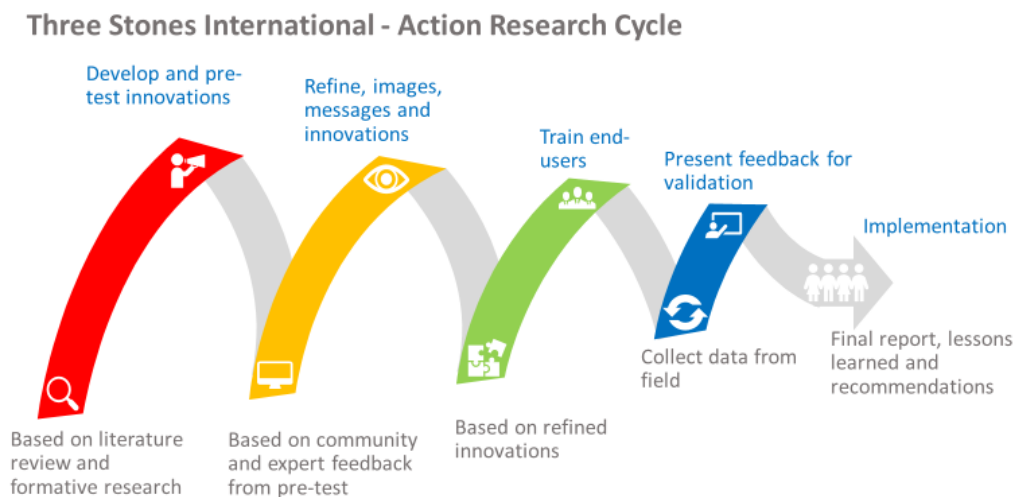 Three Stones International - Action Research Cycle
Develop and pre-
test innovations
Refine, images,
messages and
innovations
Train end-
users
Present feedback for
validation
Implementation
Based on literature
review and
formative research
Based on community
and expert feedback
from pre-test
Based on refined
innovations
Collect data from
field
Final report, lessons
learned and
recommendations